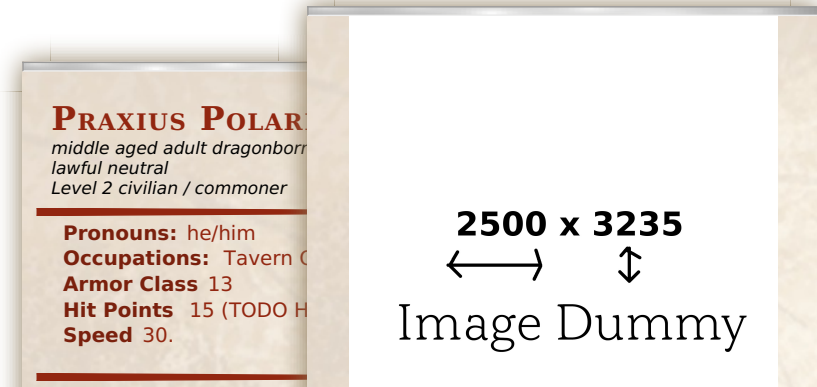 PRAXIUS
middle aged adult dragonborn
lawful neutral
Level 2 civilian / commoner
Pronouns: he/him
Occupations: Tavern
Armor Class 13
Hit Points 15 (TODO
Speed 30.
2500 x 3235
Image Dummy